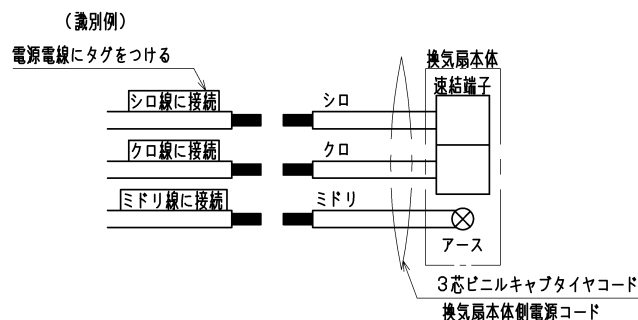 （識別例）
電源電線にタグをつける
換気扇本体
速結端子
シロ線に接続
シロ
クロ線に接続
クロ
ミドリ線に接続
ミドリ
アース
３芯ビニルキャブタイヤコード
換気扇本体側電源コード